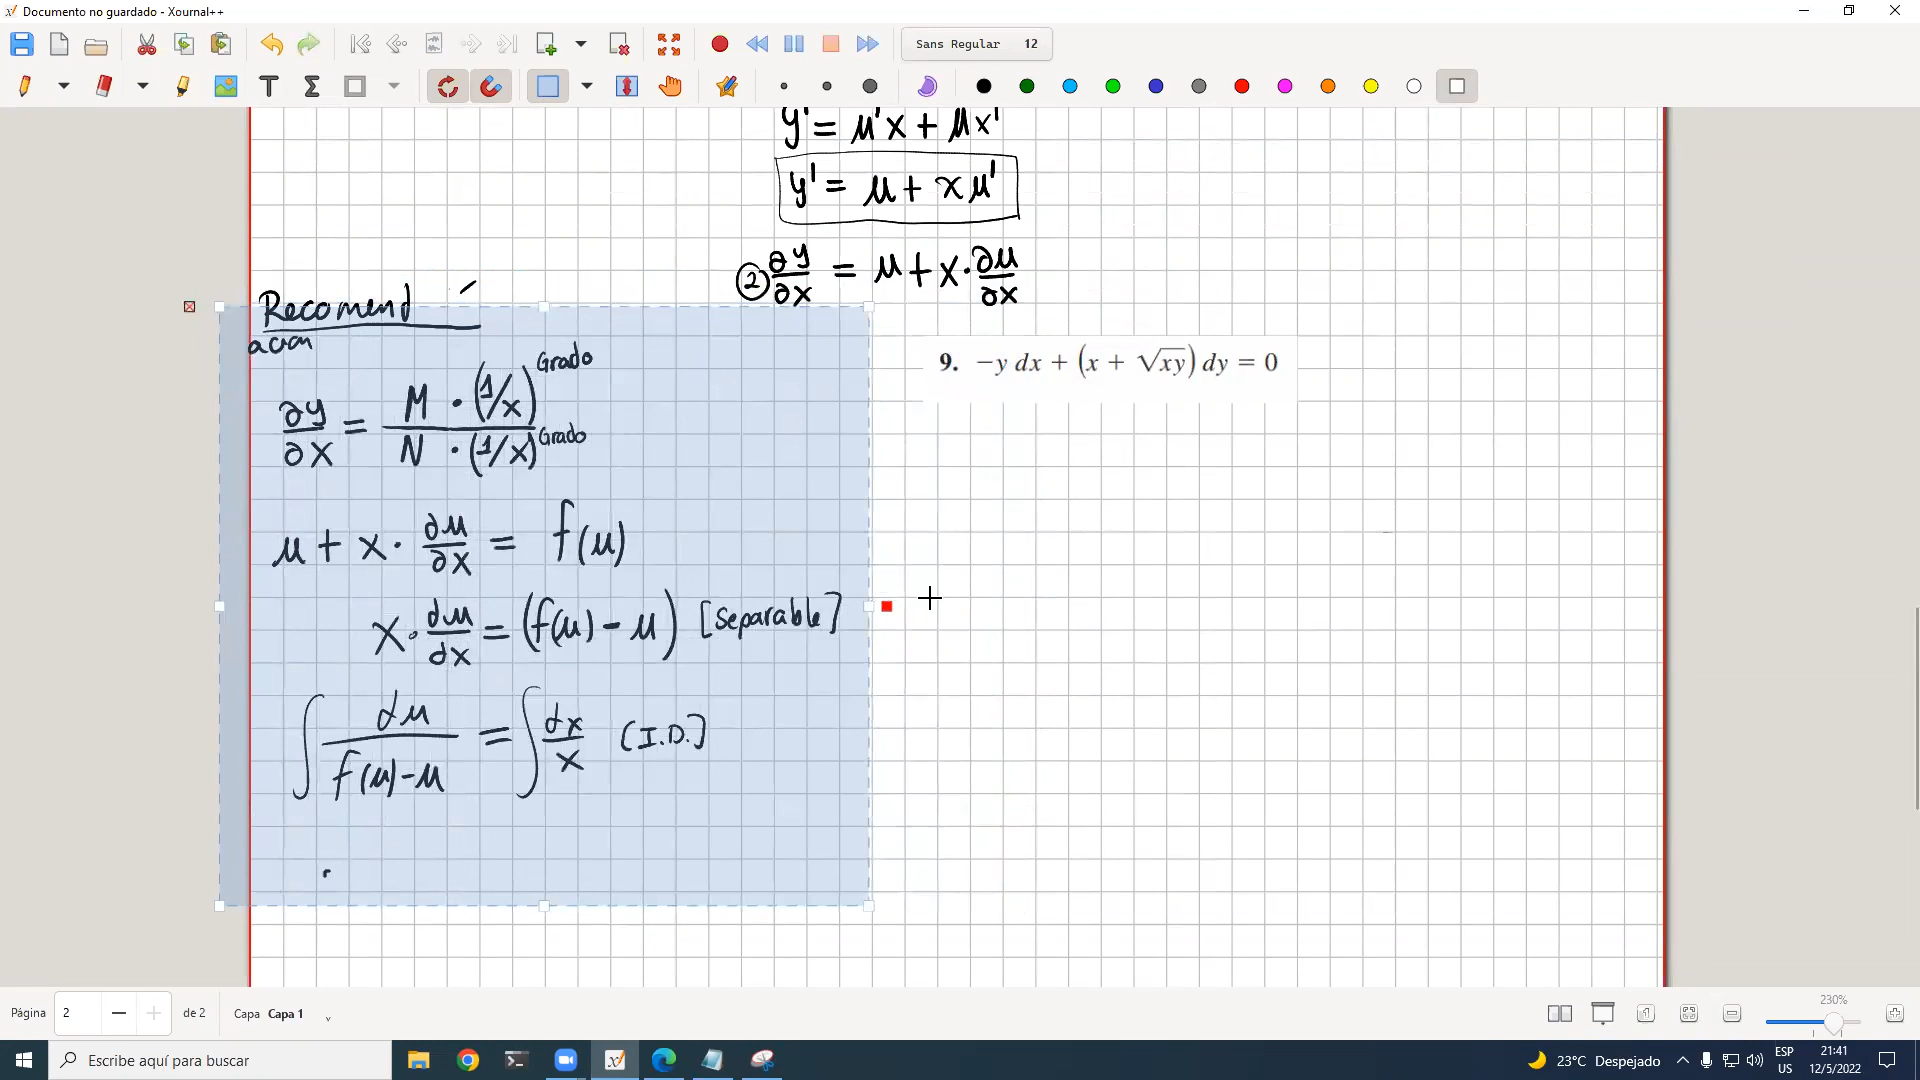 Documento no guardado - Xournal++
Sans Regular 12
y' = μ'x + μx'
y' = μ + xμ'
② ∂y/∂x = μ + x · ∂μ/∂x
Recomend
acion
∂y/∂x = M · (1/x)^Grado / N · (1/x)^Grado
μ + x · ∂μ/∂x = f(μ)
x · dμ/dx = (f(μ) - μ) [separable]
∫ dμ/f(μ)-μ = ∫ dx/x [I.D.]
9. −y dx + (x + √xy) dy = 0
Página 2 de 2 Capa Capa 1
230%
Escribe aquí para buscar
23°C Despejado
ESP
US
21:41
12/5/2022